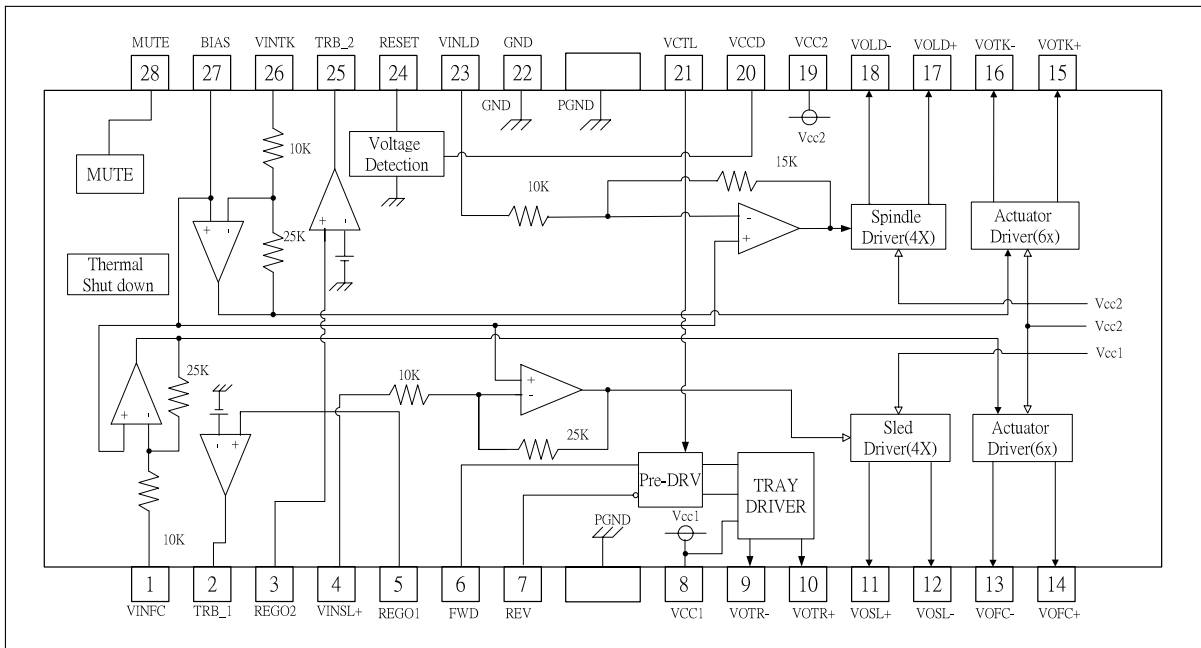 MUTE BIAS VINTK TRB_2 RESET VINLD GND VCTL VCCD VCC2 VOLD- VOLD+ VOTK- VOTK+
28 27 26 25 24 23 22 21 20 19 18 17 16 15
GND PGND
Vcc2
10K
Voltage
Detection
MUTE
15K
10K
+ - + -
-
+
Spindle
Driver(4X)
Actuator
Driver(6x)
25K
Thermal
Shut down
Vcc2
Vcc2
Vcc1
25K
10K
+
-
+ -
- +
25K
Sled
Driver(4X)
Actuator
Driver(6x)
Pre-DRV
TRAY
DRIVER
Vcc1
PGND
10K
1 2 3 4 5 6 7 8 9 10 11 12 13 14
VINFC TRB_1 REGO2 VINSL+ REGO1 FWD REV VCC1 VOTR- VOTR+ VOSL+ VOSL- VOFC- VOFC+